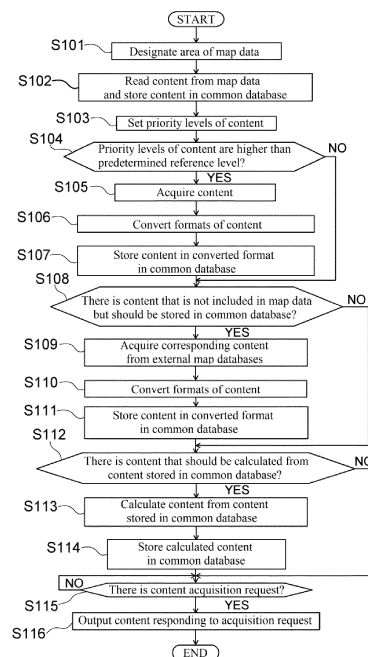 START
S101
Designate area of map data
S102
Read content from map data
and store content in common database
S103
Set priority levels of content
S104
Priority levels of content are higher than
predetermined reference level?
NO
YES
S105
Acquire content
S106
Convert formats of content
S107
Store content in converted format
in common database
S108
There is content that is not included in map data
but should be stored in common database?
NO
YES
S109
Acquire corresponding content
from external map databases
S110
Convert formats of content
S111
Store content in converted format
in common database
S112
There is content that should be calculated from
content stored in common database?
NO
YES
S113
Calculate content from content
stored in common database
S114
Store calculated content
in common database
NO
S115
There is content acquisition request?
YES
S116
Output content responding to acquisition request
END